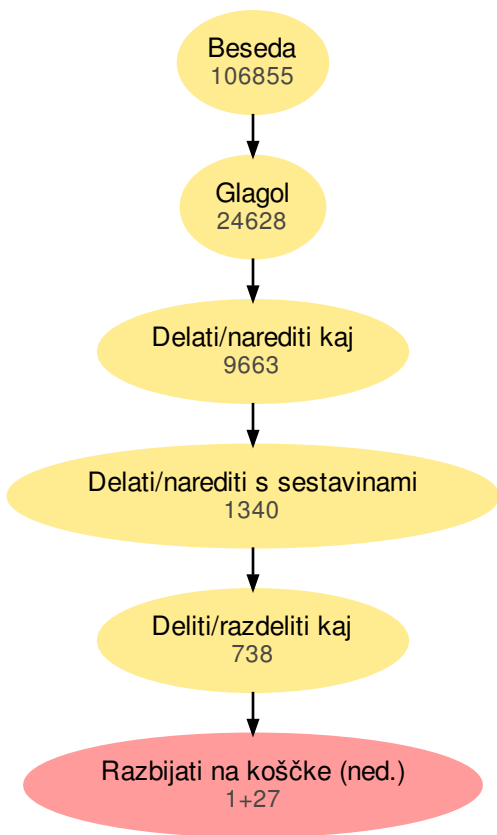 Beseda
106855
Glagol
24628
Delati/narediti kaj
9663
Delati/narediti s sestavinami
1340
Deliti/razdeliti kaj
738
Razbijati na koščke (ned.)
1+27